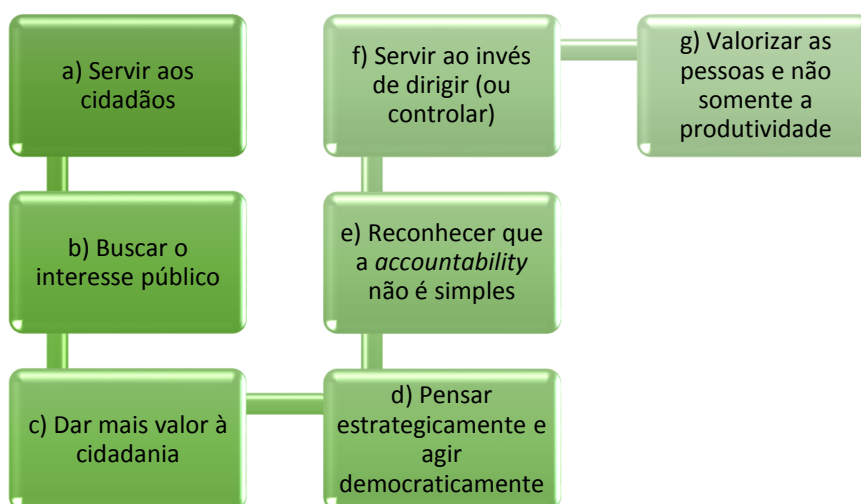 a) Servir aos
cidadãos
b) Buscar o
interesse público
c) Dar mais valor à
cidadania
d) Pensar
estrategicamente e
agir
democraticamente
e) Reconhecer que
a accountability
não é simples
f) Servir ao invés
de dirigir (ou
controlar)
g) Valorizar as
pessoas e não
somente a
produtividade